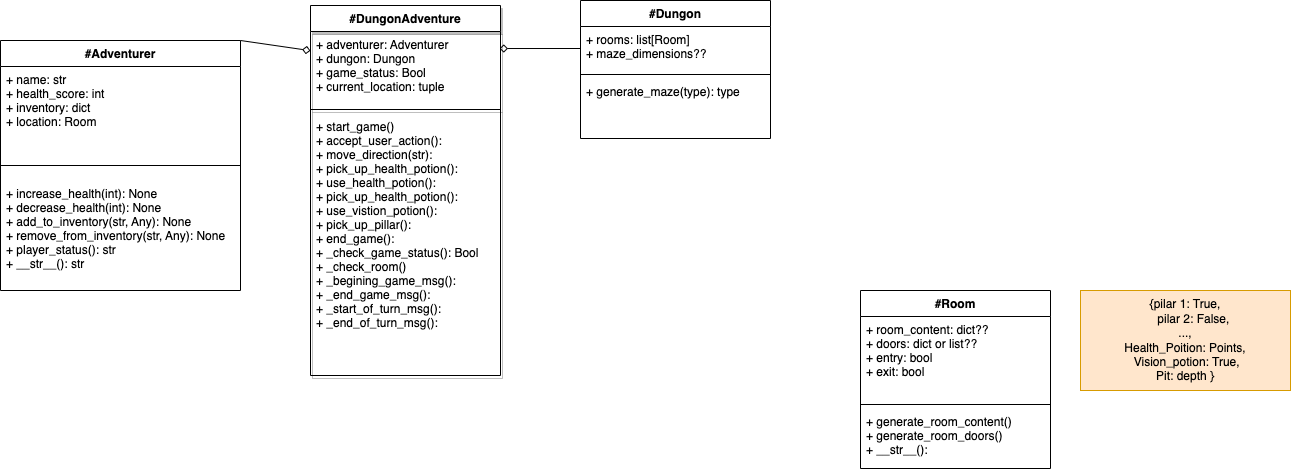 #Adventurer
+ name: str
+ health_score: int
+ inventory: dict
+ location: Room
+ increase_health(int): None
+ decrease_health(int): None
+ add_to_inventory(str, Any): None
+ remove_from_inventory(str, Any): None
+ player_status(): str
+ __str__(): str
#DungonAdventure
+ adventurer: Adventurer
+ dungon: Dungon
+ game_status: Bool
+ current_location: tuple
+ start_game()
+ accept_user_action():
+ move_direction(str):
+ pick_up_health_potion():
+ use_health_potion():
+ pick_up_health_potion():
+ use_vistion_potion():
+ pick_up_pillar():
+ end_game():
+ _check_game_status(): Bool
+ _check_room()
+ _begining_game_msg():
+ _end_game_msg():
+ _start_of_turn_msg():
+ _end_of_turn_msg():
#Dungon
+ rooms: list[Room]
+ maze_dimensions??
+ generate_maze(type): type
#Room
+ room_content: dict??
+ doors: dict or list??
+ entry: bool
+ exit: bool
+ generate_room_content()
+ generate_room_doors()
+ __str__():
{pilar 1: True,
pilar 2: False,
...,
Health_Poition: Points,
Vision_potion: True,
Pit: depth }